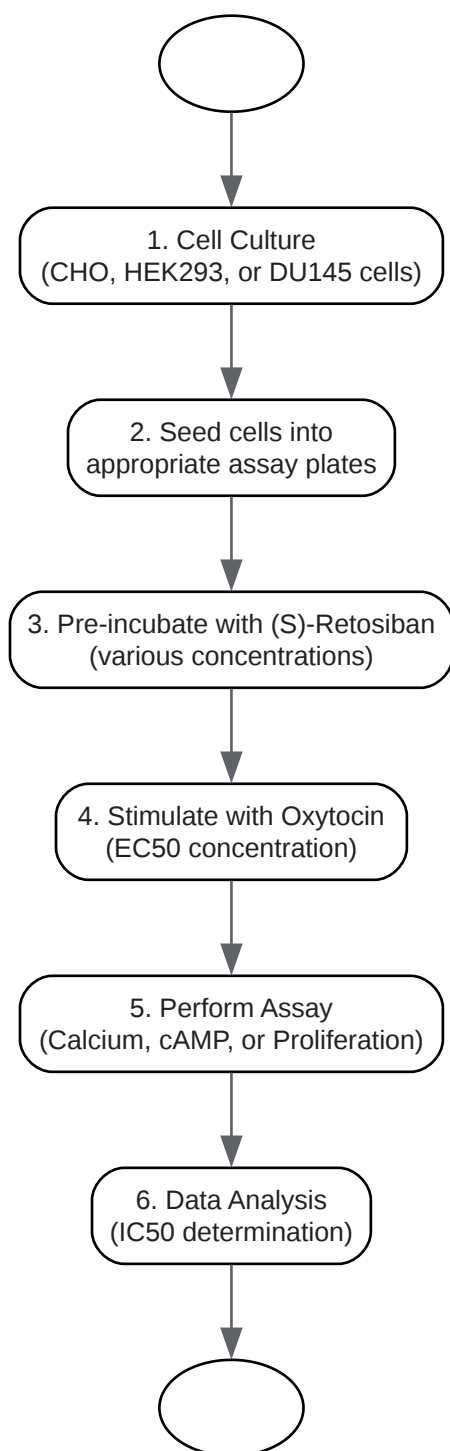 1. Cell Culture
(CHO, HEK293, or DU145 cells)
2. Seed cells into
appropriate assay plates
3. Pre-incubate with (S)-Retosiban
(various concentrations)
4. Stimulate with Oxytocin
(EC50 concentration)
5. Perform Assay
(Calcium, cAMP, or Proliferation)
6. Data Analysis
(IC50 determination)